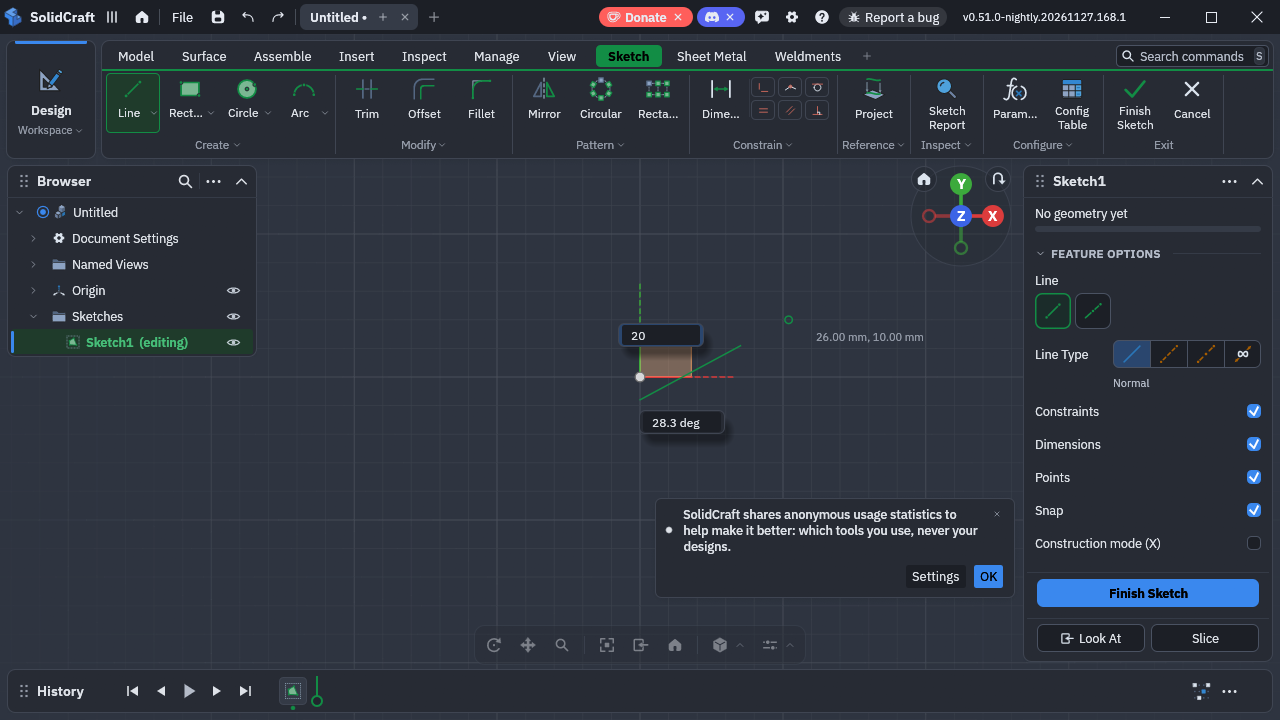 SolidCraft
File
Untitled •
Donate
Report a bug
v0.51.0-nightly.20261127.168.1
Design
Workspace
Model
Surface
Assemble
Insert
Inspect
Manage
View
Sketch
Sheet Metal
Weldments
Search commands
S
Line
Rect...
Circle
Arc
Trim
Offset
Fillet
Mirror
Circular
Recta...
Dime...
Project
Sketch
Report
Param...
Config
Table
Finish
Sketch
Cancel
Create
Modify
Pattern
Constrain
Reference
Inspect
Configure
Exit
Browser
Untitled
Document Settings
Named Views
Origin
Sketches
Sketch1 (editing)
Y
Z
X
20
26.00 mm, 10.00 mm
28.3 deg
SolidCraft shares anonymous usage statistics to
help make it better: which tools you use, never your
designs.
Settings
OK
Sketch1
No geometry yet
FEATURE OPTIONS
Line
Line Type
Normal
Constraints
Dimensions
Points
Snap
Construction mode (X)
Finish Sketch
Look At
Slice
History